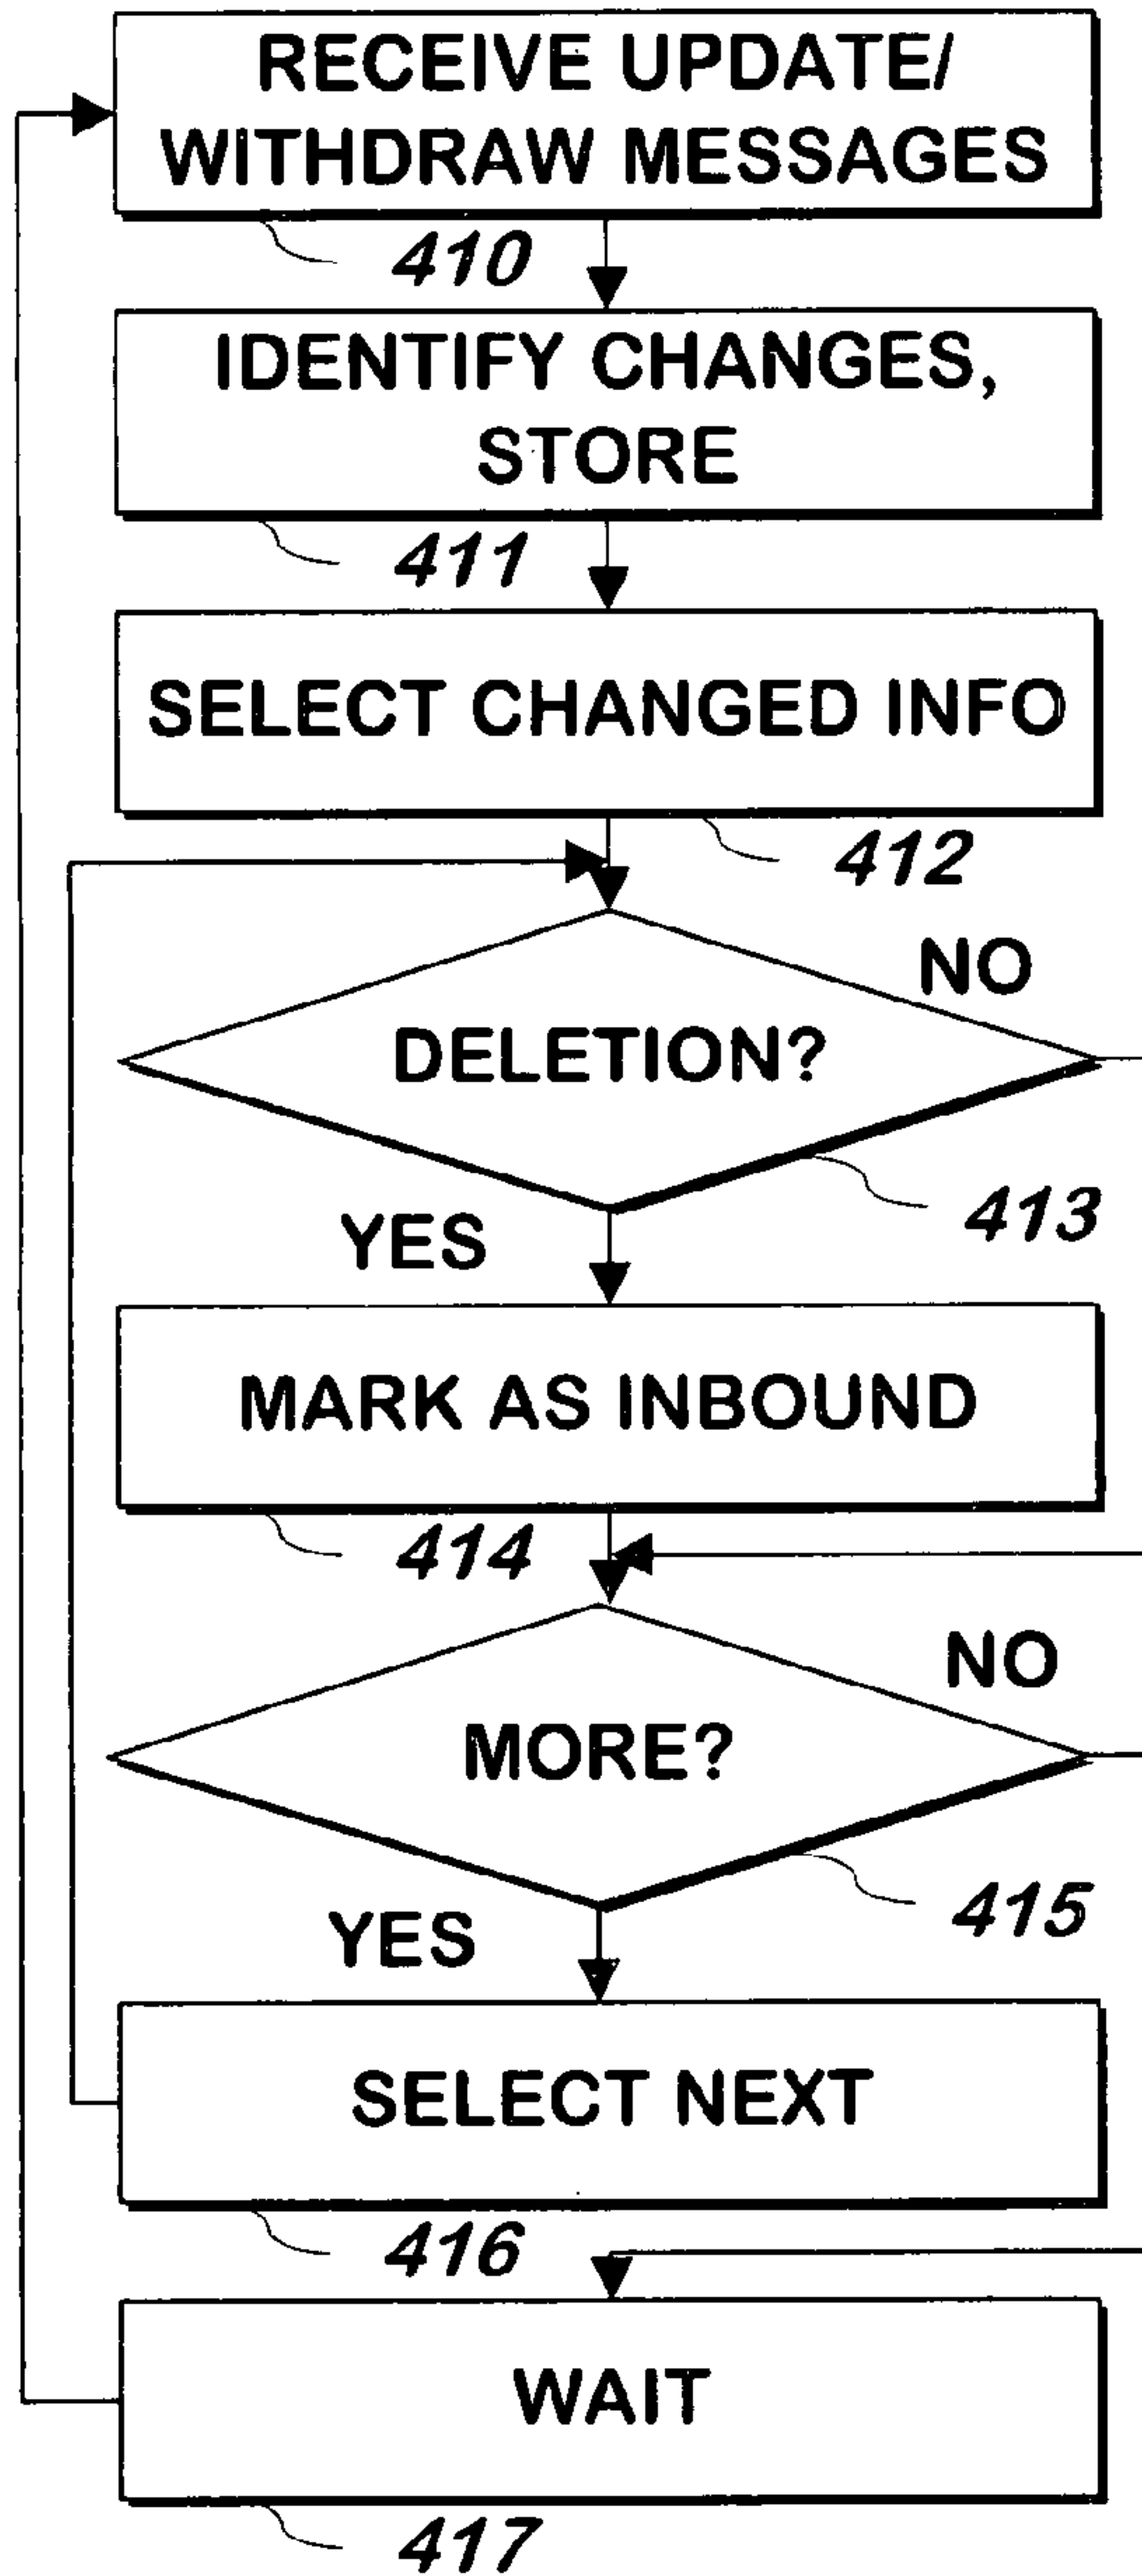 RECEIVE UPDATE/
WITHDRAW MESSAGES
410
IDENTIFY CHANGES,
STORE
411
SELECT CHANGED INFO
412
NO
DELETION?
413
YES
MARK AS INBOUND
414
NO
MORE?
415
YES
SELECT NEXT
416
WAIT
417